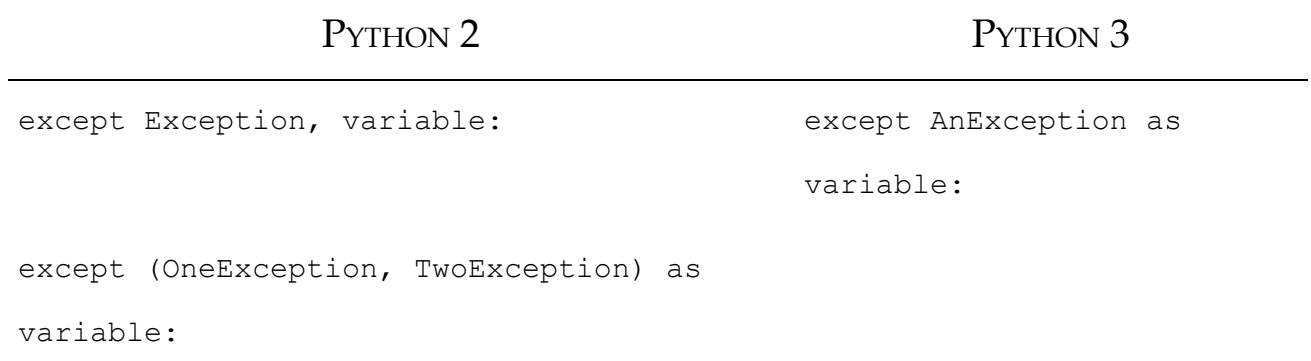 PYTHON 2 PYTHON 3
except Exception, variable: except AnException as
variable:
except (OneException, TwoException) as
variable: